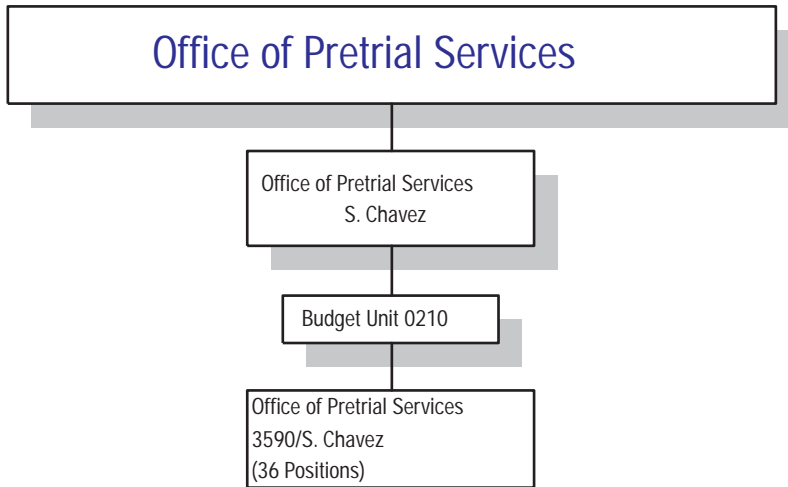 Office of Pretrial Services
Office of Pretrial Services
S. Chavez
Budget Unit 0210
Office of Pretrial Services
3590/S. Chavez
(36 Positions)